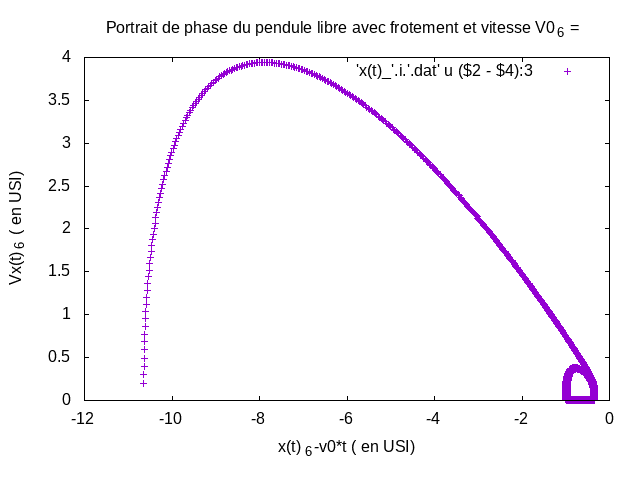 Portrait de phase du pendule libre avec frotement et vitesse V0 6 =
'x(t)_'.i.'.dat' u ($2 - $4):3
4
3.5
3
2.5
2
1.5
1
0.5
0
Vx(t) 6 ( en USI)
-12 -10 -8 -6 -4 -2 0
x(t) 6 -v0*t ( en USI)